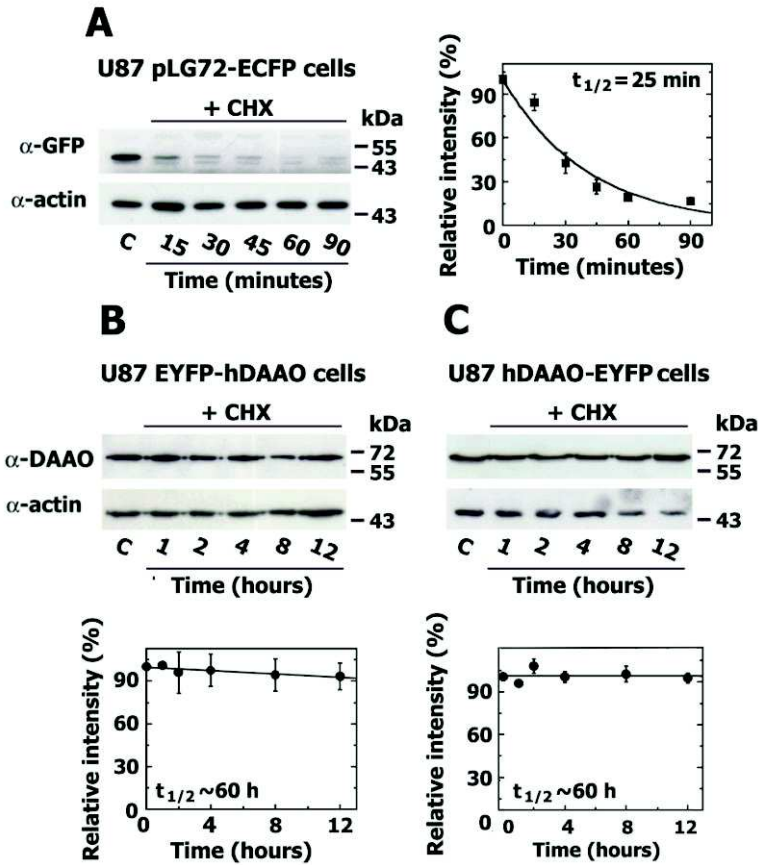 A
U87 pLG72-ECFP cells
+ CHX
kDa
α-GFP
55
43
α-actin
43
C 15 30 45 60 90
Time (minutes)
Relative intensity (%)
t1/2 = 25 min
90
60
30
0
0 30 60 90
Time (minutes)
B
U87 EYFP-hDAAO cells
+ CHX
kDa
α-DAAO
72
55
α-actin
43
C 1 2 4 8 12
Time (hours)
Relative intensity (%)
90
60
30
0
t1/2 ~60 h
0 4 8 12
Time (hours)
C
U87 hDAAO-EYFP cells
+ CHX
kDa
72
55
43
C 1 2 4 8 12
Time (hours)
Relative intensity (%)
90
60
30
0
t1/2 ~60 h
0 4 8 12
Time (hours)